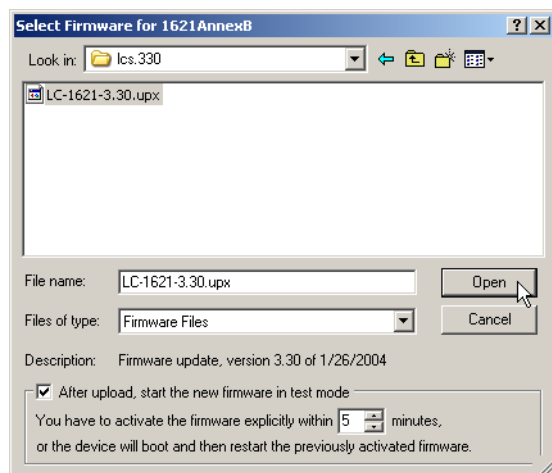 Select Firmware for 1621AnnexB
Look in: lcs.330
LC-1621-3.30.upx
File name: LC-1621-3.30.upx Open
Files of type: Firmware Files Cancel
Description: Firmware update, version 3.30 of 1/26/2004
After upload, start the new firmware in test mode
You have to activate the firmware explicitly within 5 minutes,
or the device will boot and then restart the previously activated firmware.